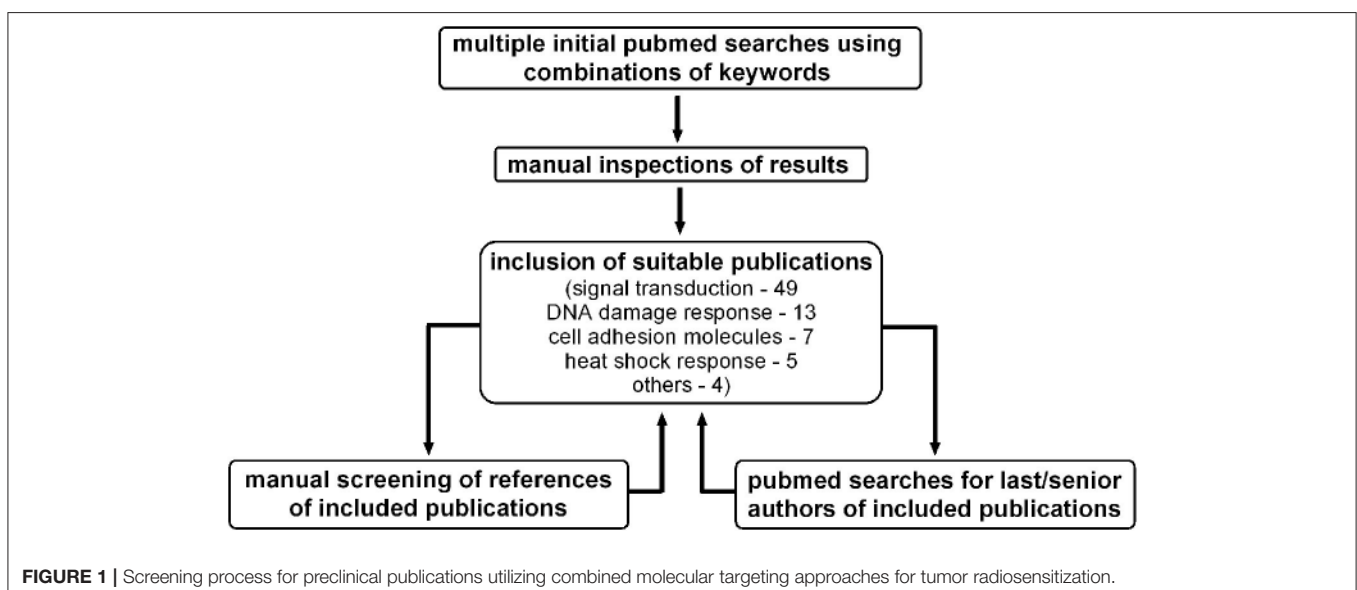 multiple initial pubmed searches using
combinations of keywords
manual inspections of results
inclusion of suitable publications
(signal transduction - 49
DNA damage response - 13
cell adhesion molecules - 7
heat shock response - 5
others - 4)
manual screening of references
of included publications
pubmed searches for last/senior
authors of included publications
FIGURE 1 | Screening process for preclinical publications utilizing combined molecular targeting approaches for tumor radiosensitization.